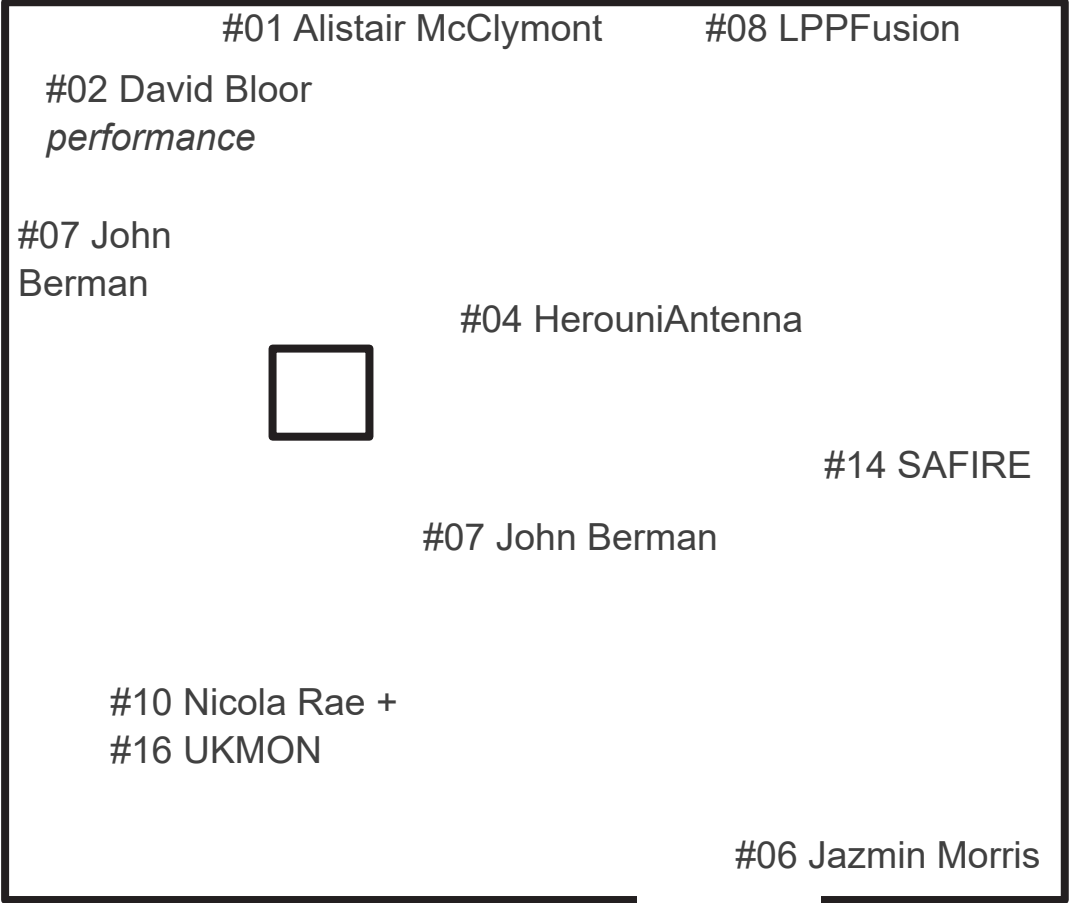 #01 Alistair McClymont
#08 LPPFusion
#02 David Bloor
performance
#07 John
Berman
#04 HerouniAntenna
#14 SAFIRE
#07 John Berman
#10 Nicola Rae +
#16 UKMON
#06 Jazmin Morris